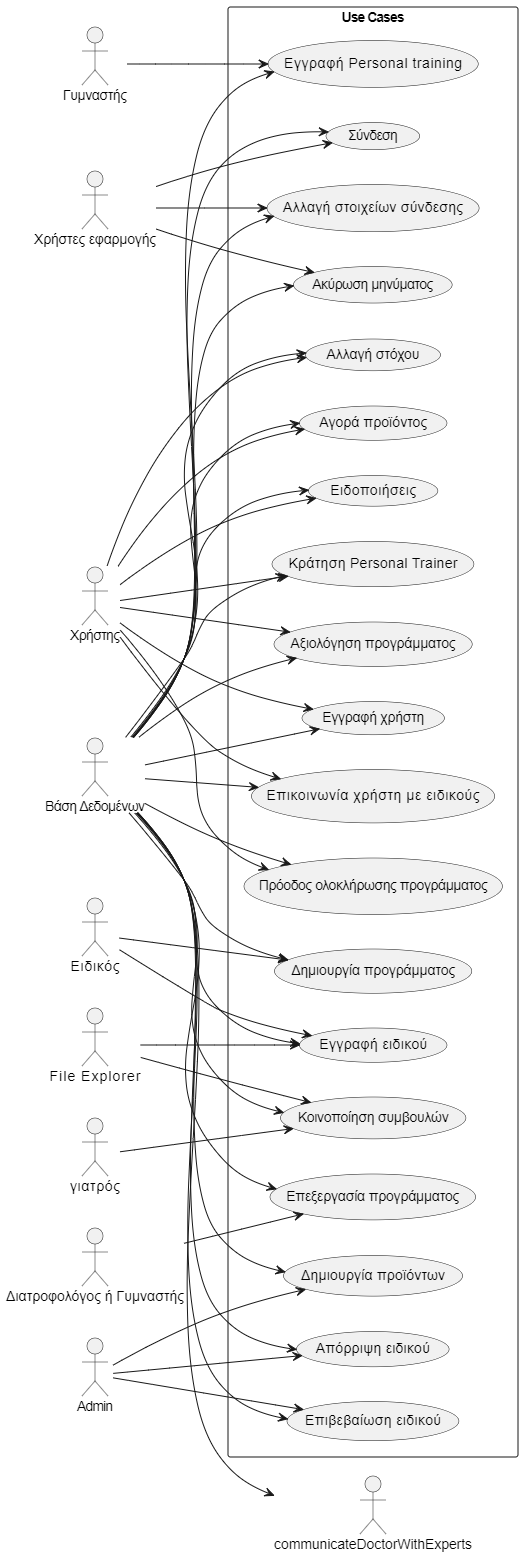 Use Cases
Γυμναστής
Εγγραφή Personal training
Σύνδεση
Χρήστες εφαρμογής
Αλλαγή στοιχείων σύνδεσης
Ακύρωση μηνύματος
Αλλαγή στόχου
Αγορά προϊόντος
Ειδοποιήσεις
Κράτηση Personal Trainer
Χρήστης
Αξιολόγηση προγράμματος
Εγγραφή χρήστη
Επικοινωνία χρήστη με ειδικούς
Βάση Δεδομένων
Πρόοδος ολοκλήρωσης προγράμματος
Ειδικός
Δημιουργία προγράμματος
Εγγραφή ειδικού
File Explorer
Κοινοποίηση συμβουλών
γιατρός
Επεξεργασία προγράμματος
Δημιουργία προϊόντων
Διατροφολόγος ή Γυμναστής
Απόρριψη ειδικού
Admin
Επιβεβαίωση ειδικού
communicateDoctorWithExperts